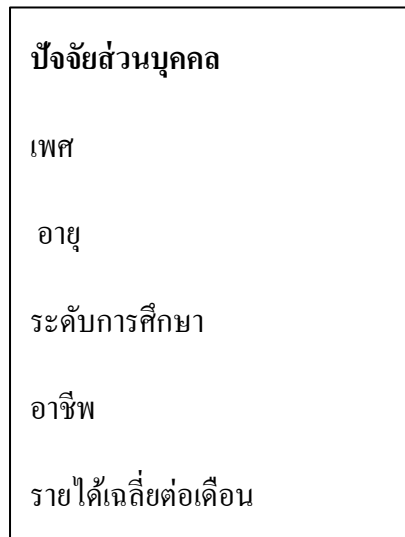 ปัจจัยส่วนบุคคล
เพศ
อายุ
ระดับการศึกษา
อาชีพ
รายได้เฉลี่ยต่อเดือน